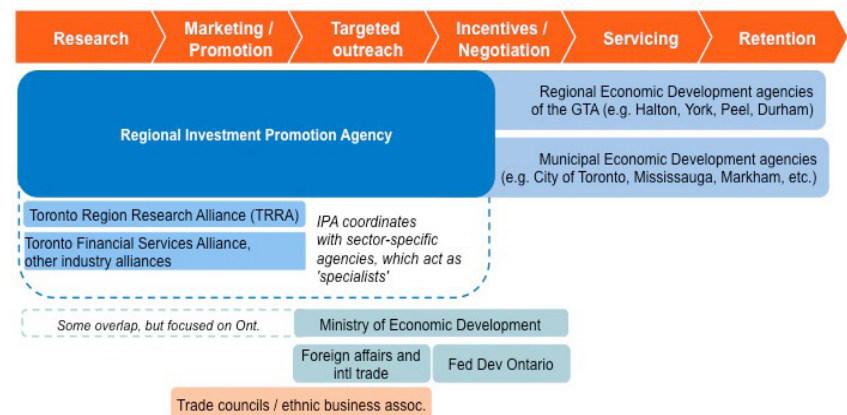 Research
Marketing /
Promotion
Targeted
outreach
Incentives /
Negotiation
Servicing
Retention
Regional Investment Promotion Agency
Regional Economic Development agencies
of the GTA (e.g. Halton, York, Peel, Durham)
Municipal Economic Development agencies
(e.g. City of Toronto, Mississauga, Markham, etc.)
Toronto Region Research Alliance (TRRA)
Toronto Financial Services Alliance,
other industry alliances
IPA coordinates
with sector-specific
agencies, which act as
'specialists'
Some overlap, but focused on Ont.
Ministry of Economic Development
Foreign affairs and
intl trade
Fed Dev Ontario
Trade councils / ethnic business assoc.